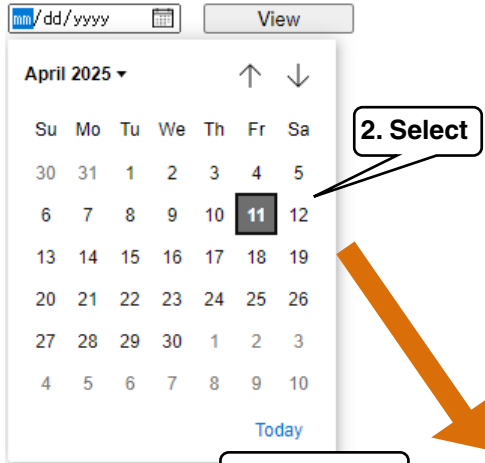 mm/dd/yyyy View
April 2025
Su Mo Tu We Th Fr Sa
2. Select
30 31 1 2 3 4 5
6 7 8 9 10 11 12
13 14 15 16 17 18 19
20 21 22 23 24 25 26
27 28 29 30 1 2 3
4 5 6 7 8 9 10
Today